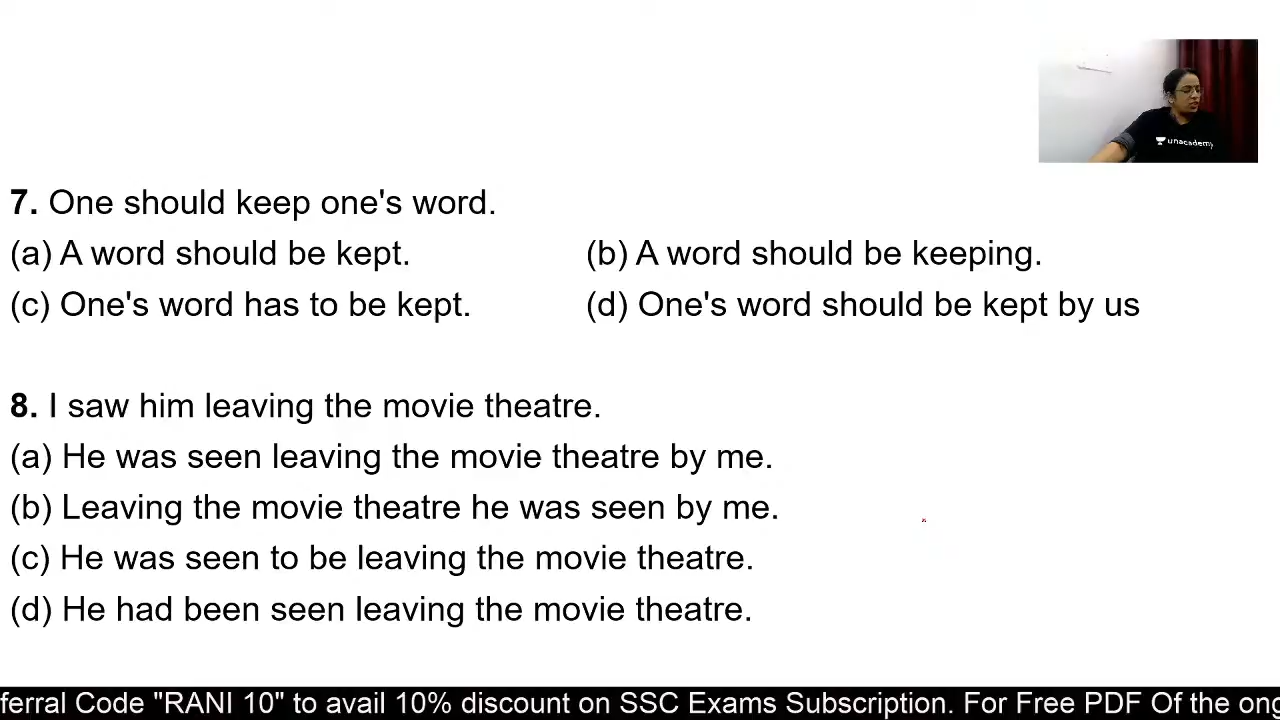 unacademy
7. One should keep one's word.
(a) A word should be kept. (b) A word should be keeping.
(c) One's word has to be kept. (d) One's word should be kept by us
8. I saw him leaving the movie theatre.
(a) He was seen leaving the movie theatre by me.
(b) Leaving the movie theatre he was seen by me.
(c) He was seen to be leaving the movie theatre.
(d) He had been seen leaving the movie theatre.
ferral Code "RANI 10" to avail 10% discount on SSC Exams Subscription. For Free PDF Of the ong